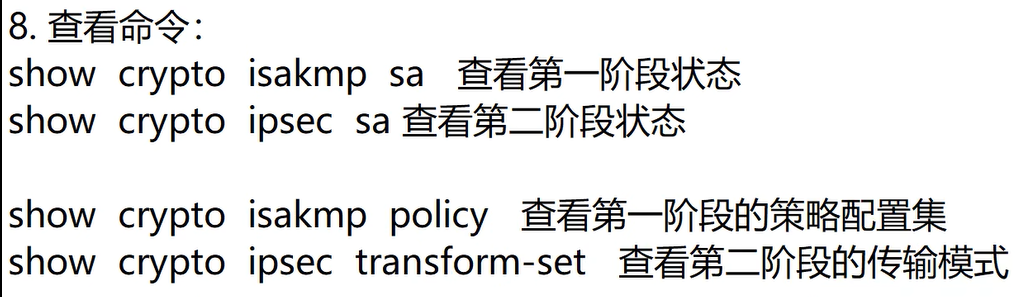 8. 查看命令：
show crypto isakmp sa 查看第一阶段状态
show crypto ipsec sa 查看第二阶段状态
show crypto isakmp policy 查看第一阶段的策略配置集
show crypto ipsec transform-set 查看第二阶段的传输模式